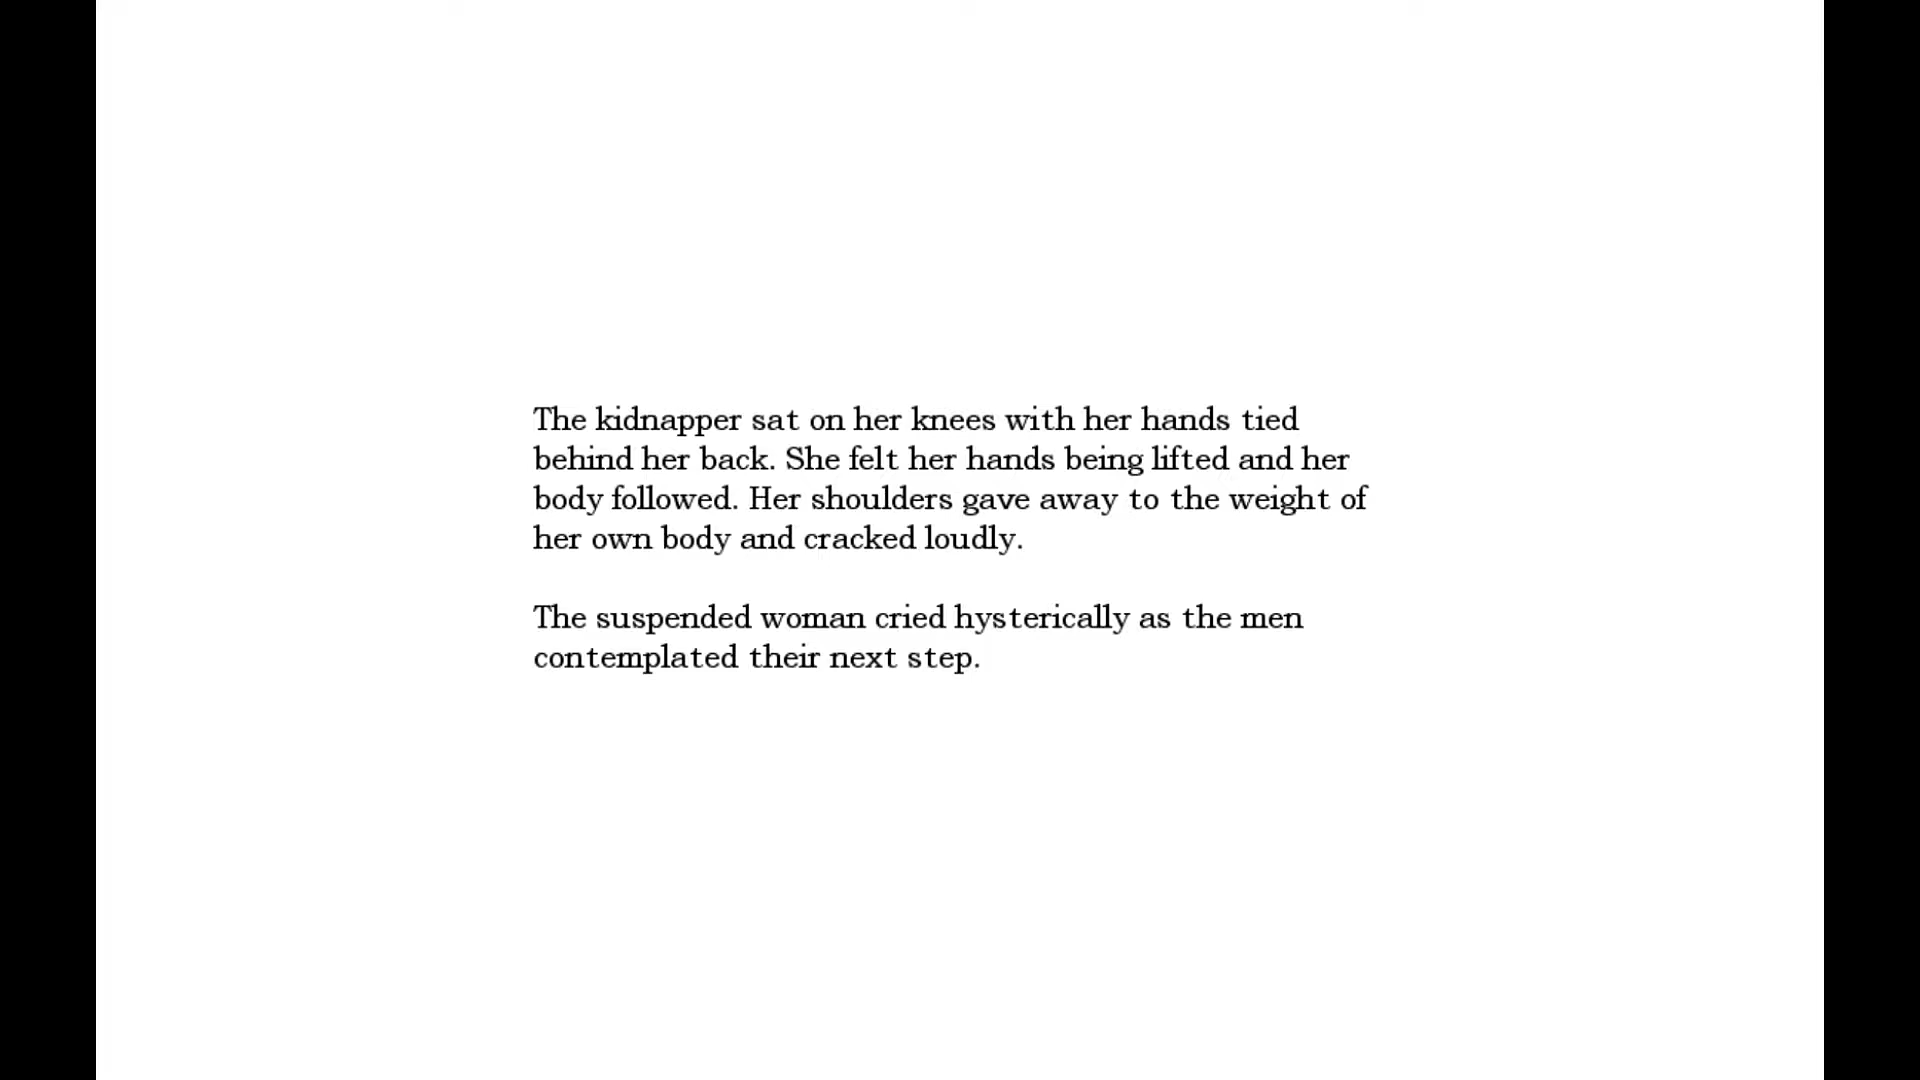 The kidnapper sat on her knees with her hands tied
behind her back. She felt her hands being lifted and her
body followed. Her shoulders gave away to the weight of
her own body and cracked loudly.
The suspended woman cried hysterically as the men
contemplated their next step.